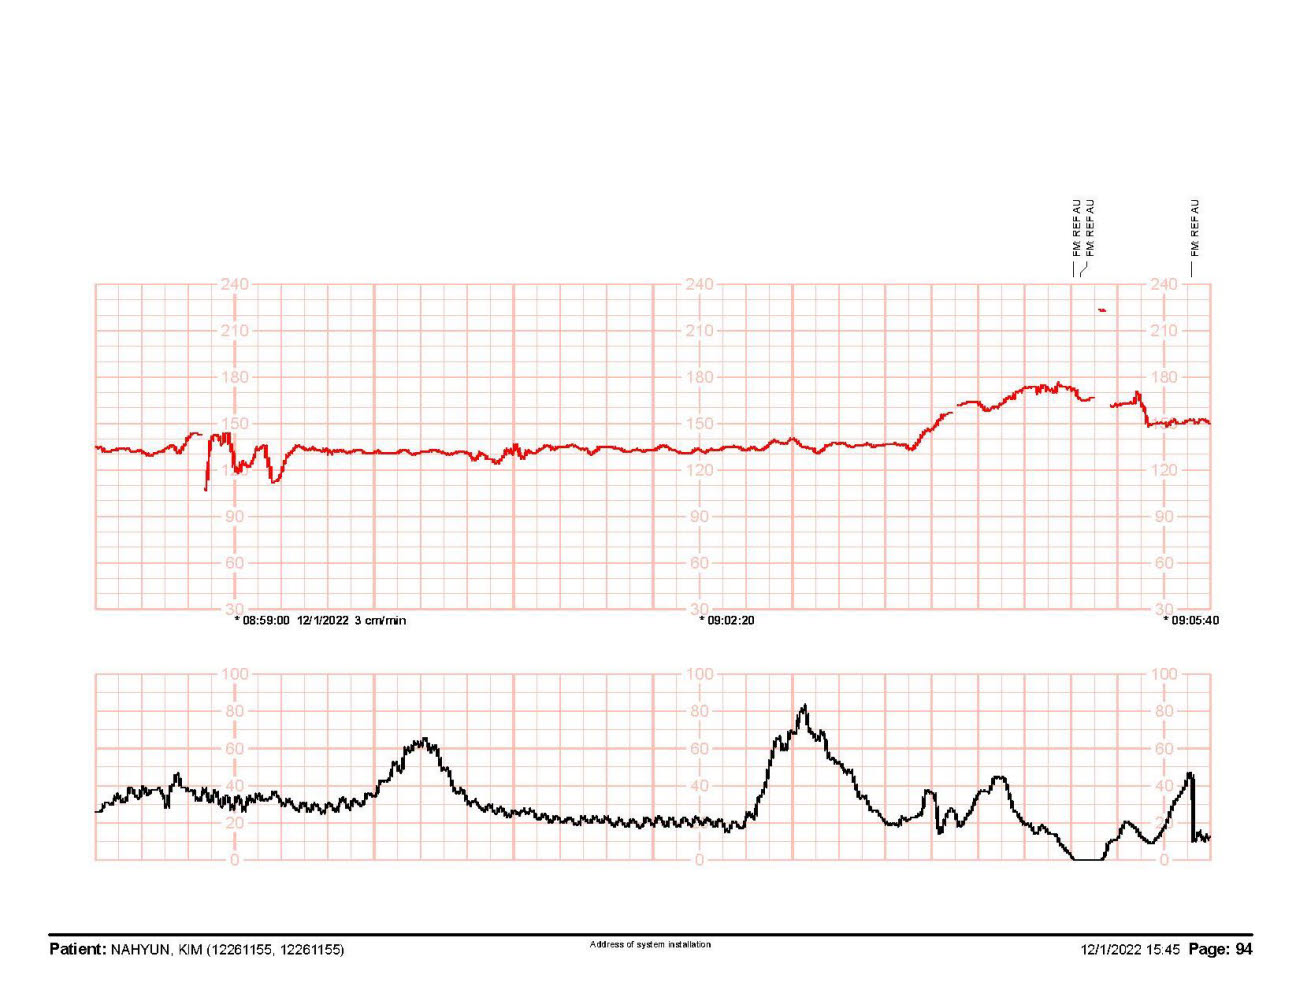 FM: REF AU
FM: REF AU
FM: REF AU
240 240 240
210 210 210
180 180 180
150 150 150
120 120 120
90 90 90
60 60 60
30 30 30
* 08:59:00 12/1/2022 3 cm/min * 09:02:20 * 09:05:40
100 100 100
80 80 80
60 60 60
40 40 40
20 20 20
0 0 0
Patient: NAHYUN, KIM (12261155, 12261155) Address of system installation 12/1/2022 15:45 Page: 94